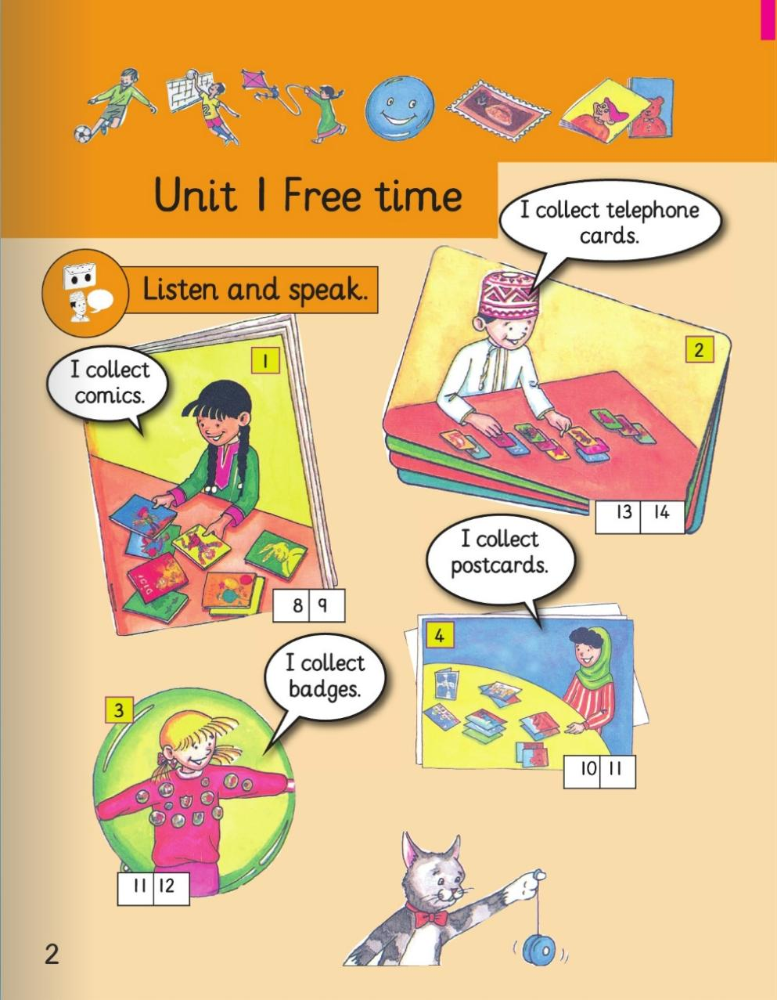 Unit 1 Free time
I collect telephone
cards.
Listen and speak.
I collect
comics.
1
8 9
2
13 14
I collect
badges.
3
11 12
I collect
postcards.
4
10 11
2